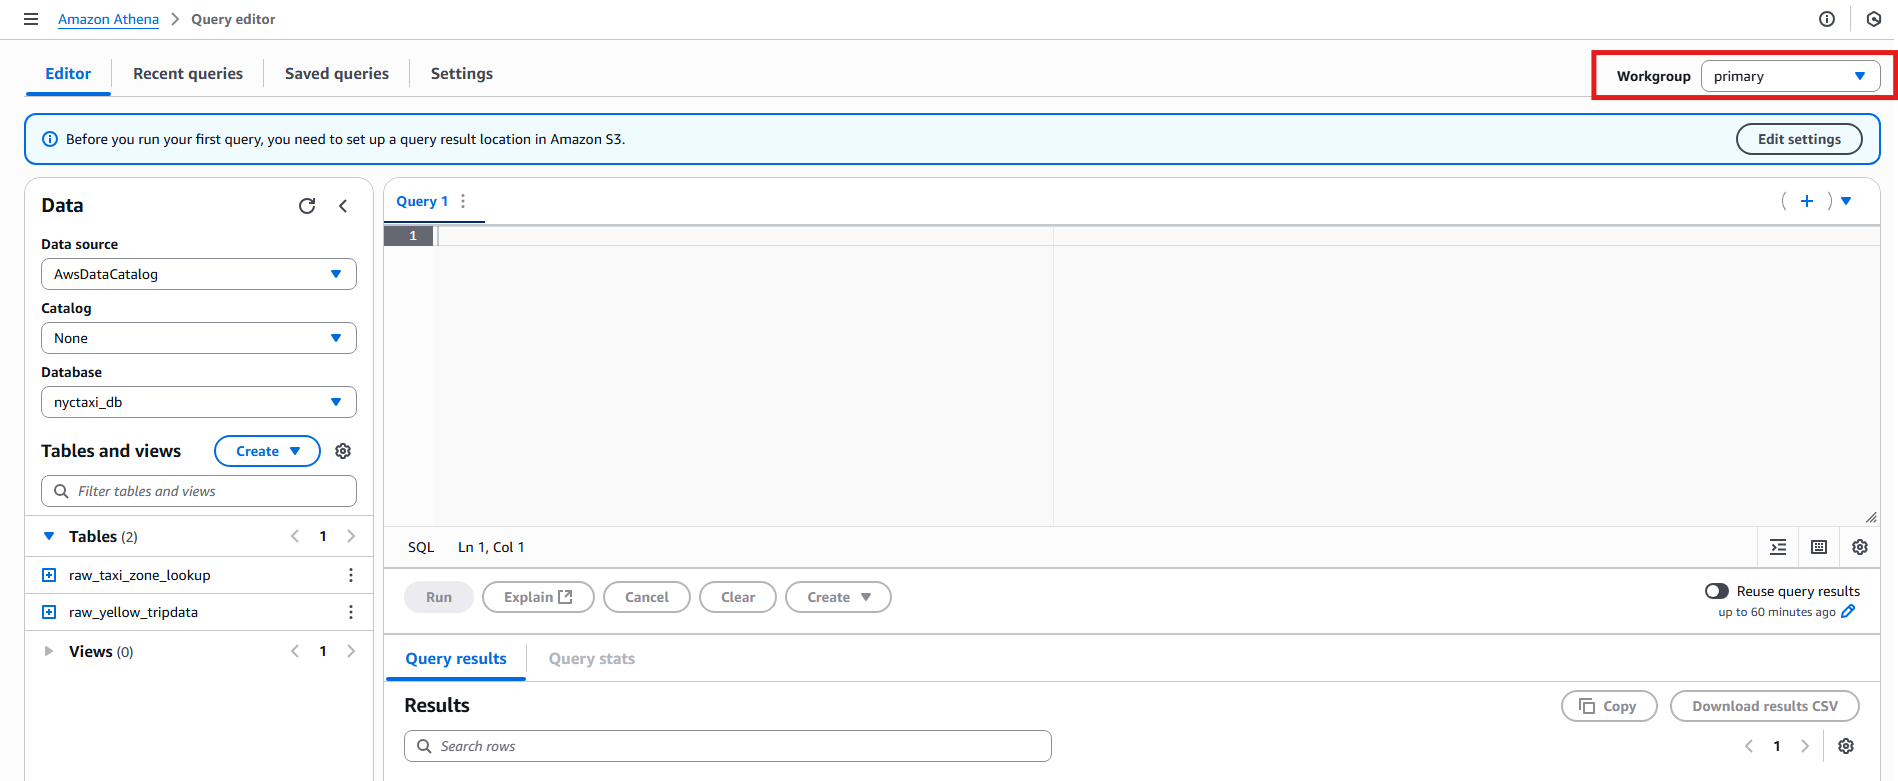 Amazon Athena > Query editor
Editor
Recent queries
Saved queries
Settings
Workgroup
primary
Before you run your first query, you need to set up a query result location in Amazon S3.
Edit settings
Data
Data source
AwsDataCatalog
Catalog
None
Database
nyctaxi_db
Tables and views
Create
Filter tables and views
Tables (2)
< 1 >
raw_taxi_zone_lookup
raw_yellow_tripdata
Views (0)
< 1 >
Query 1
( + )
1
SQL
Ln 1, Col 1
Run
Explain
Cancel
Clear
Create
Reuse query results
up to 60 minutes ago
Query results
Query stats
Results
Copy
Download results CSV
Search rows
< 1 >